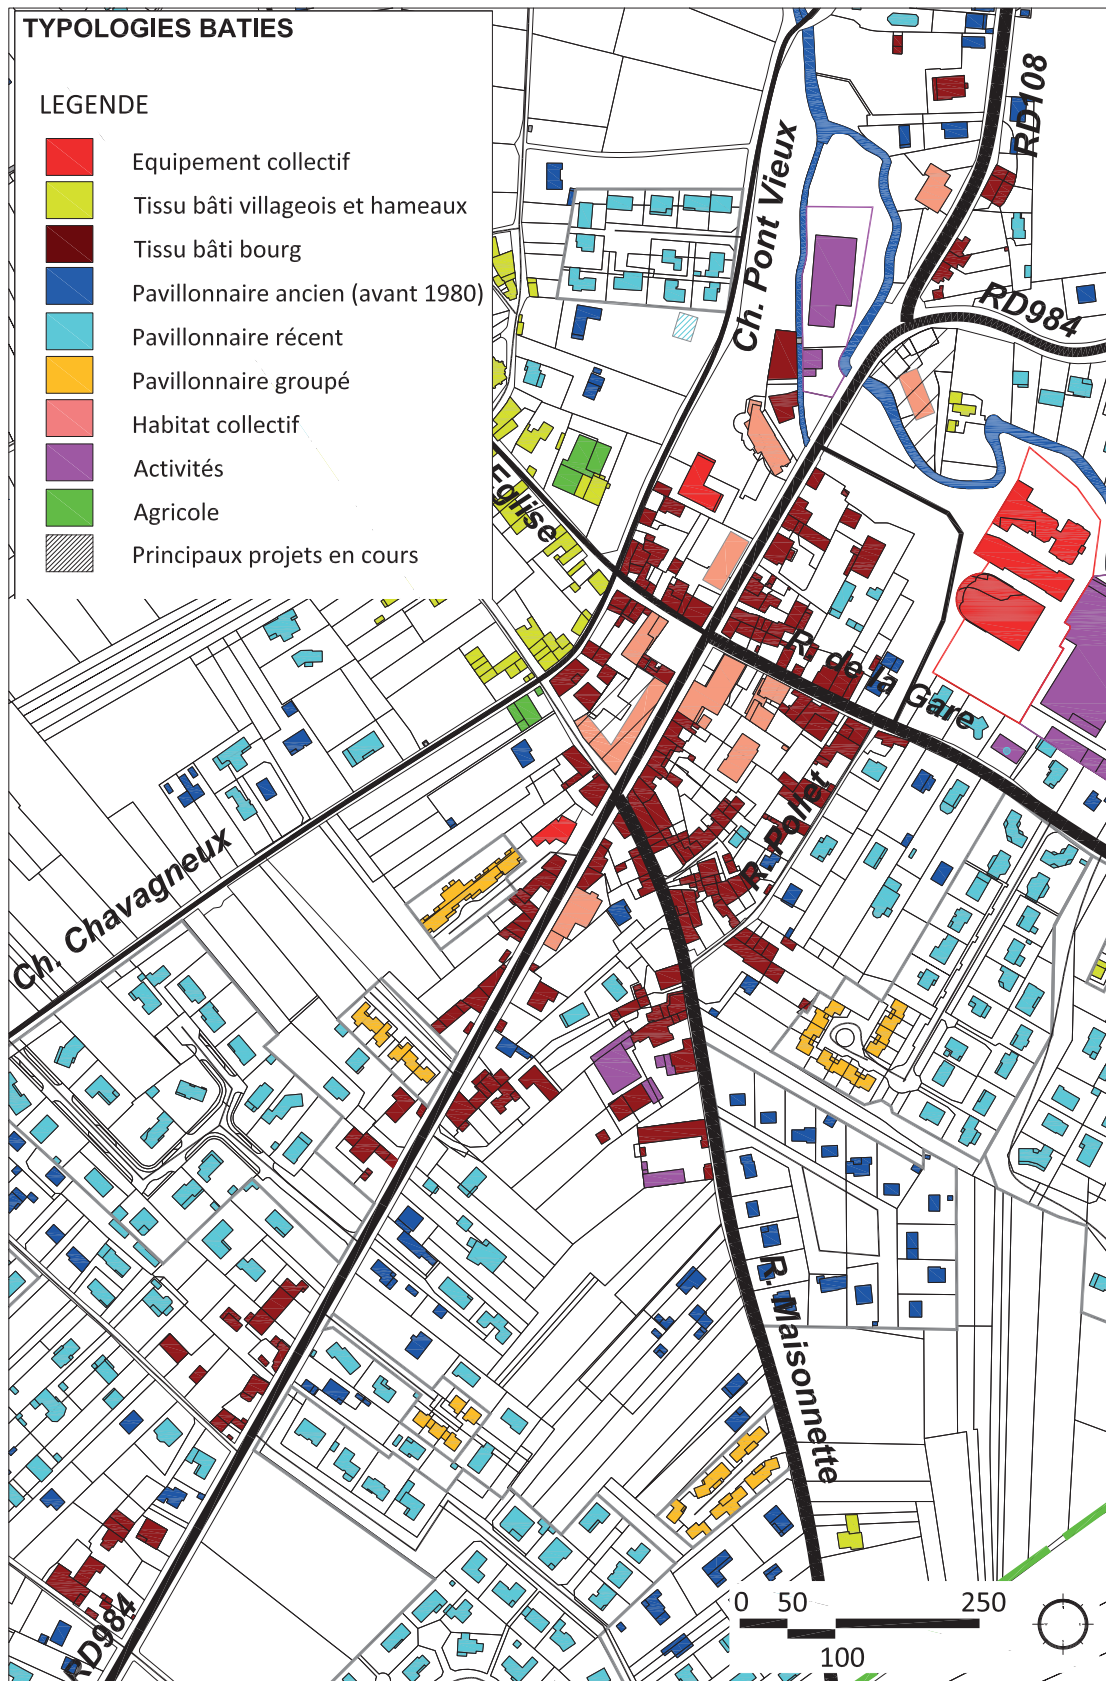 TYPOLOGIES BATIES
LEGENDE
Equipement collectif
Tissu bâti villageois et hameaux
Tissu bâti bourg
Pavillonnaire ancien (avant 1980)
Pavillonnaire récent
Pavillonnaire groupé
Habitat collectif
Activités
Agricole
Principaux projets en cours
RD108
Ch. Pont Vieux
RD984
Eglise
R. de la Gare
R. Pollet
Ch. Chavagneux
R. Maisonnette
RD984
0 50 250
100